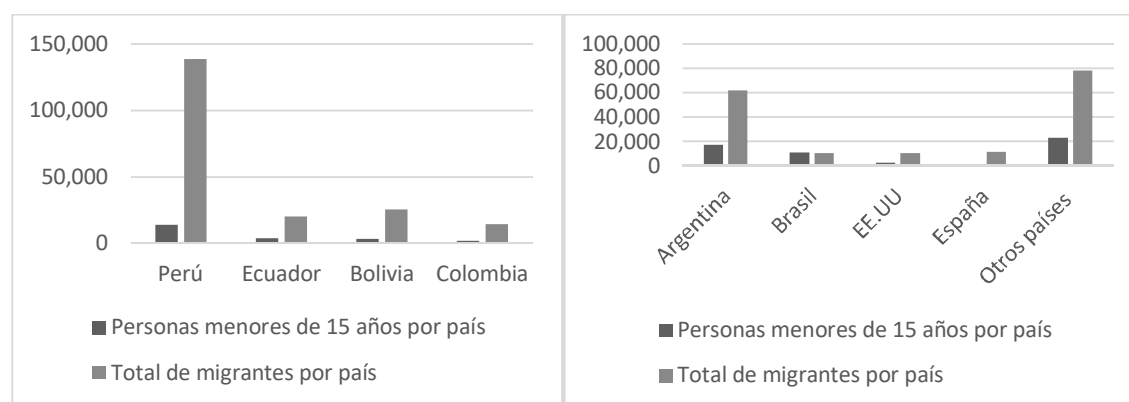 150,000
100,000
50,000
0
Perú Ecuador Bolivia Colombia
Personas menores de 15 años por país
Total de migrantes por país
100,000
80,000
60,000
40,000
20,000
0
Argentina
Brasil
EE.UU
España
Otros países
Personas menores de 15 años por país
Total de migrantes por país